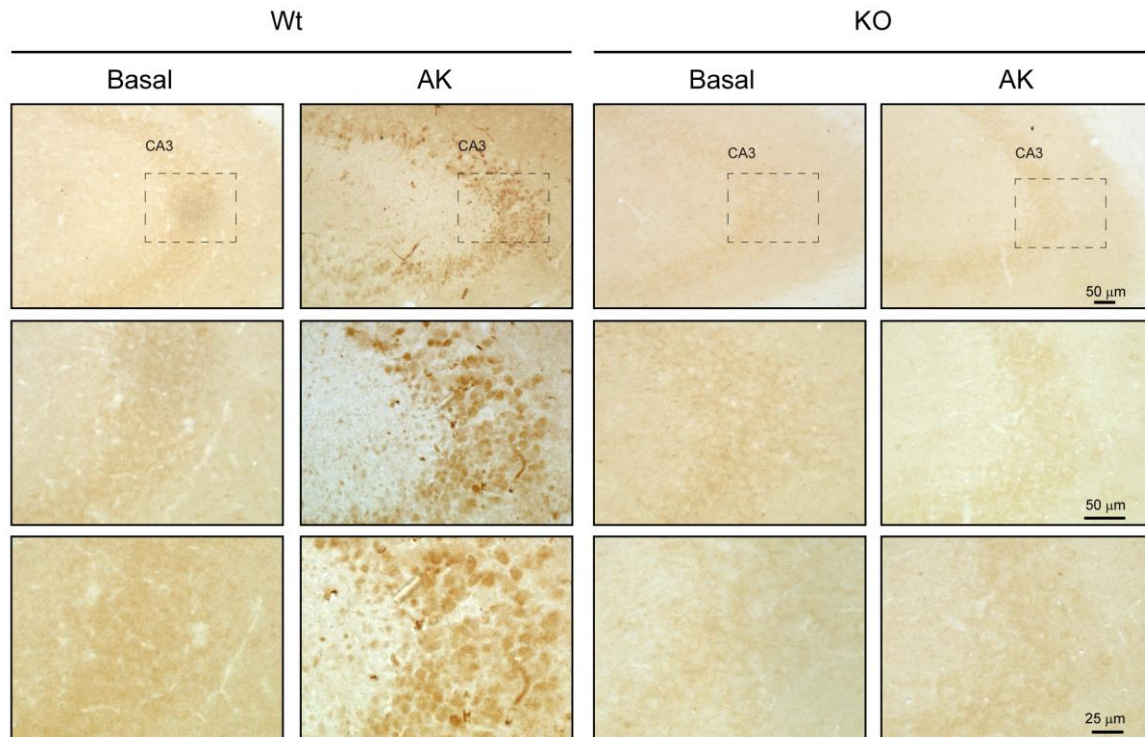 Wt KO
Basal AK Basal AK
CA3 CA3 CA3 CA3
50 μm
50 μm
25 μm